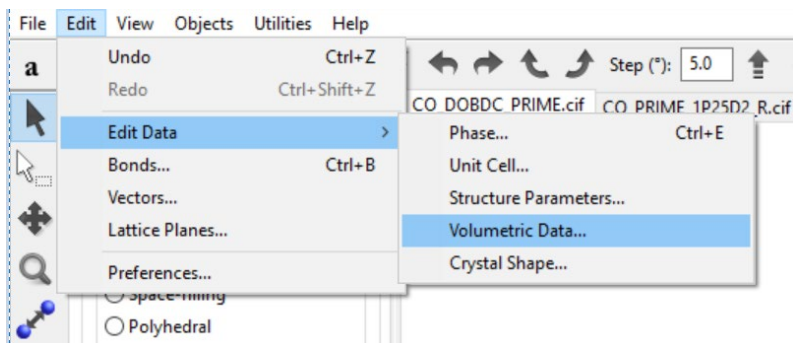 File Edit View Objects Utilities Help
a
Undo Ctrl+Z
Step (°): 5.0
Redo Ctrl+Shift+Z
CO_DOBDC_PRIME.cif CO_PRIME_1P25D2_R.cif
Edit Data >
Phase... Ctrl+E
Bonds... Ctrl+B
Unit Cell...
Vectors...
Structure Parameters...
Lattice Planes...
Volumetric Data...
Preferences...
Crystal Shape...
Space-filling
Polyhedral